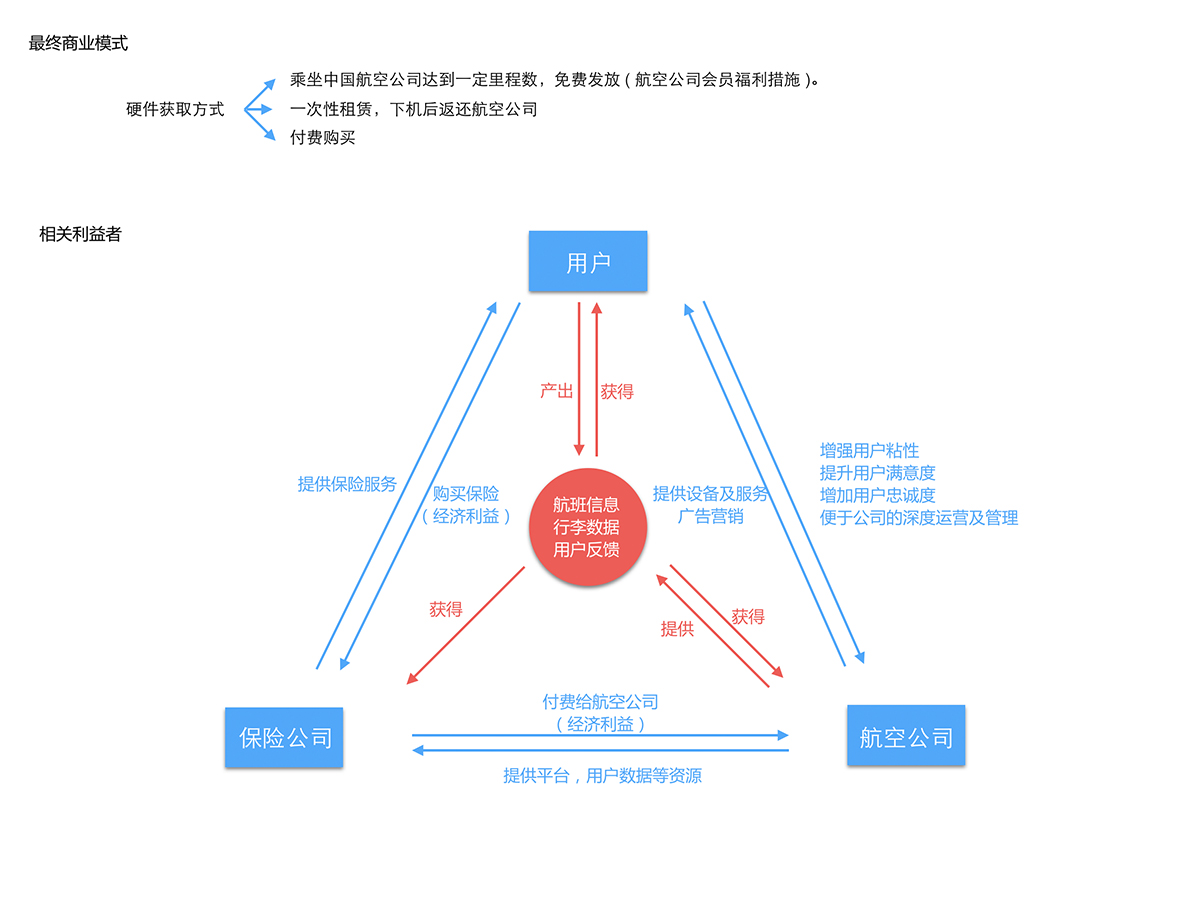 最终商业模式
乘坐中国航空公司达到一定里程数，免费发放 ( 航空公司会员福利措施 )。
硬件获取方式
一次性租赁，下机后返还航空公司
付费购买
相关利益者
用户
产出
获得
增强用户粘性
提升用户满意度
增加用户忠诚度
便于公司的深度运营及管理
提供保险服务
购买保险
（ 经济利益 ）
提供设备及服务
广告营销
航班信息
行李数据
用户反馈
获得
提供
获得
付费给航空公司
（ 经济利益 ）
保险公司
航空公司
提供平台，用户数据等资源